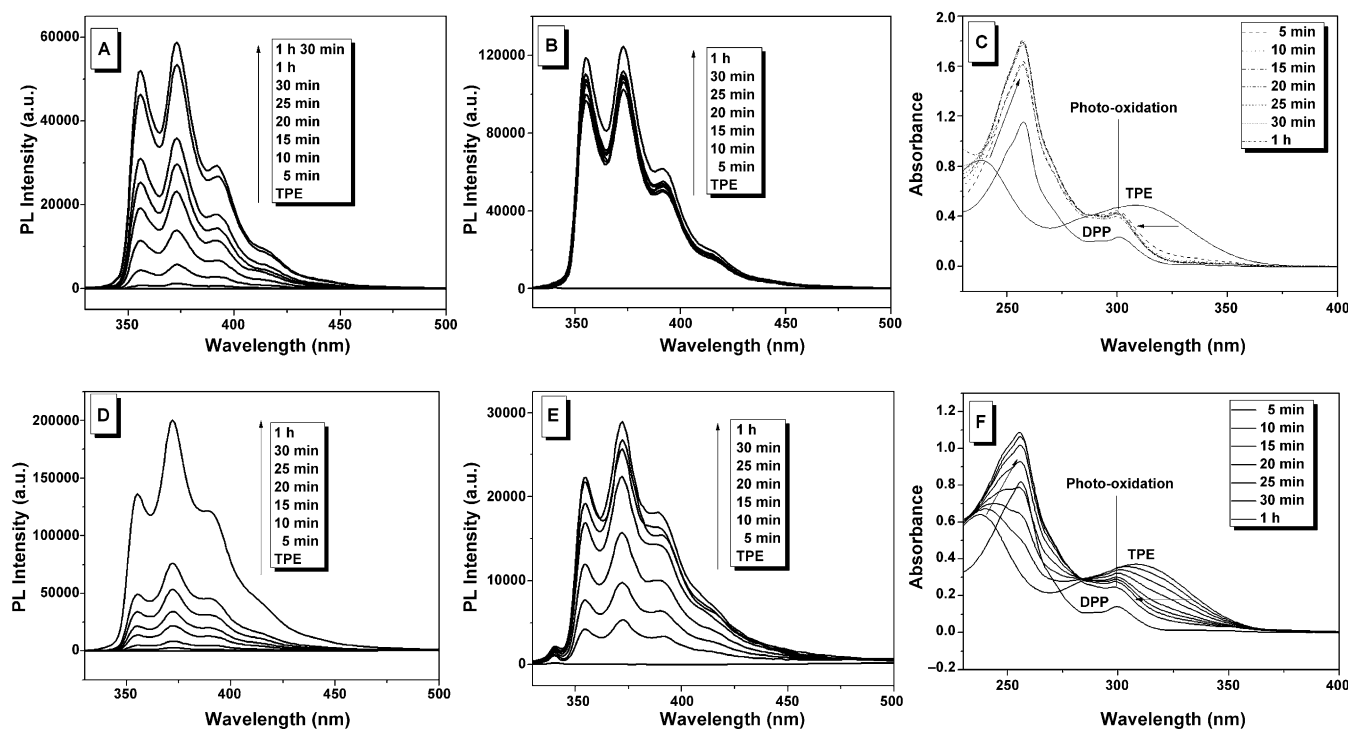 A
PL Intensity (a.u.)
60000
40000
20000
0
1 h 30 min
1 h
30 min
25 min
20 min
15 min
10 min
5 min
TPE
350 400 450 500
Wavelength (nm)
B
PL Intensity (a.u.)
120000
80000
40000
0
1 h
30 min
25 min
20 min
15 min
10 min
5 min
TPE
350 400 450 500
Wavelength (nm)
C
Absorbance
2.0
1.6
1.2
0.8
0.4
0.0
5 min
10 min
15 min
20 min
25 min
30 min
1 h
Photo-oxidation
TPE
DPP
250 300 350 400
Wavelength (nm)
D
PL Intensity (a.u.)
200000
150000
100000
50000
0
1 h
30 min
25 min
20 min
15 min
10 min
5 min
TPE
350 400 450 500
Wavelength (nm)
E
PL Intensity (a.u.)
30000
20000
10000
0
1 h
30 min
25 min
20 min
15 min
10 min
5 min
TPE
350 400 450 500
Wavelength (nm)
F
Absorbance
1.2
1.0
0.8
0.6
0.4
0.2
0.0
−0.2
5 min
10 min
15 min
20 min
25 min
30 min
1 h
Photo-oxidation
TPE
DPP
250 300 350 400
Wavelength (nm)